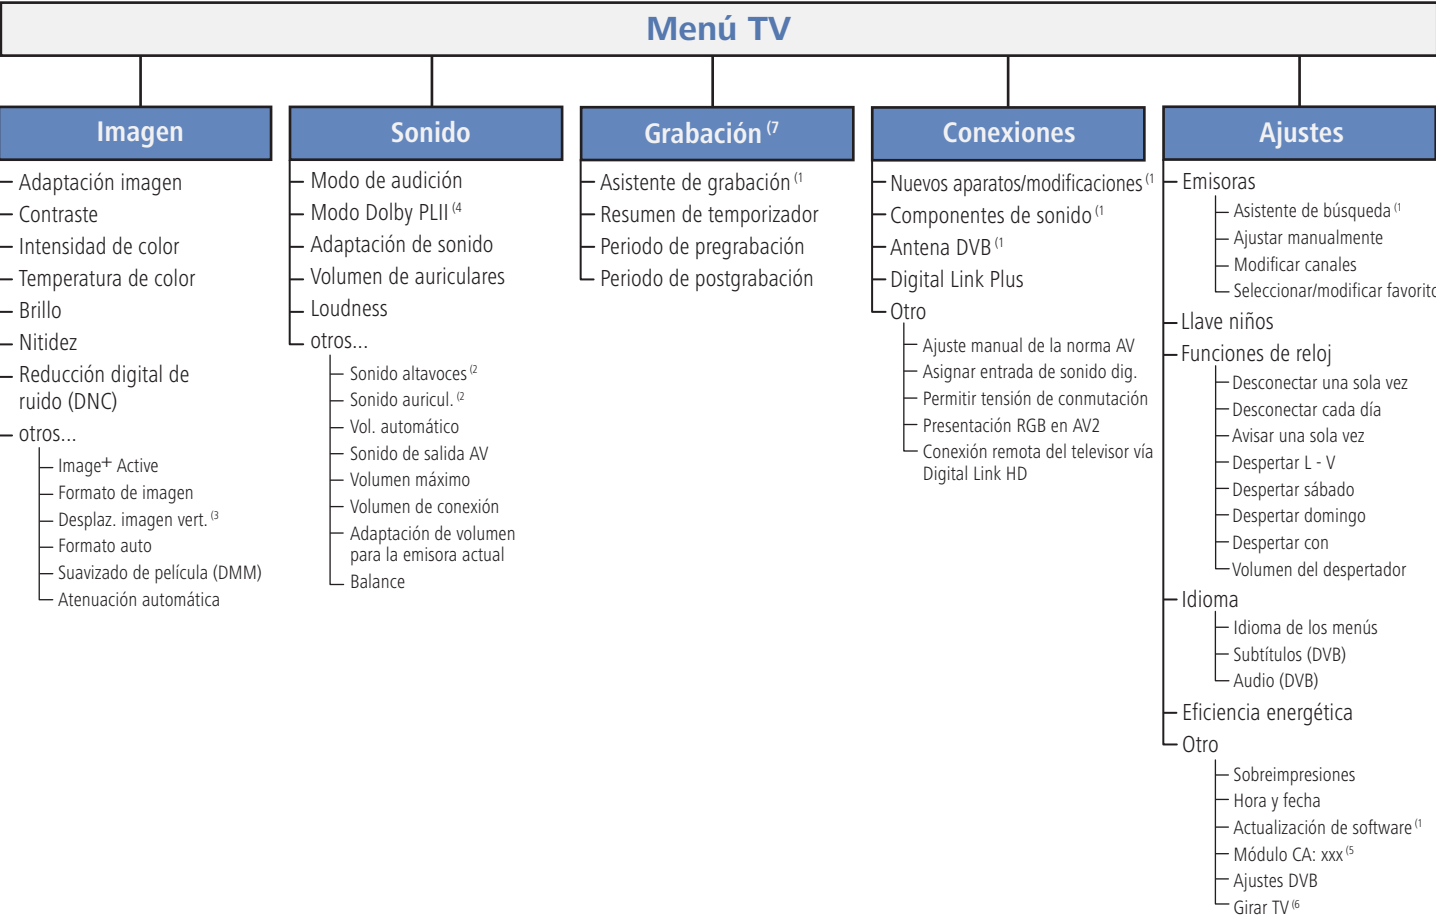 Menú TV
Imagen
Adaptación imagen
Contraste
Intensidad de color
Temperatura de color
Brillo
Nitidez
Reducción digital de
ruido (DNC)
otros...
Image+ Active
Formato de imagen
Desplaz. imagen vert. (3
Formato auto
Suavizado de película (DMM)
Atenuación automática
Sonido
Modo de audición
Modo Dolby PLII (4
Adaptación de sonido
Volumen de auriculares
Loudness
otros...
Sonido altavoces (2
Sonido auricul. (2
Vol. automático
Sonido de salida AV
Volumen máximo
Volumen de conexión
Adaptación de volumen
para la emisora actual
Balance
Grabación (7
Asistente de grabación (1
Resumen de temporizador
Periodo de pregrabación
Periodo de postgrabación
Conexiones
Nuevos aparatos/modificaciones (1
Componentes de sonido (1
Antena DVB (1
Digital Link Plus
Otro
Ajuste manual de la norma AV
Asignar entrada de sonido dig.
Permitir tensión de conmutación
Presentación RGB en AV2
Conexión remota del televisor vía
Digital Link HD
Ajustes
Emisoras
Asistente de búsqueda (1
Ajustar manualmente
Modificar canales
Seleccionar/modificar favorito
Llave niños
Funciones de reloj
Desconectar una sola vez
Desconectar cada día
Avisar una sola vez
Despertar L - V
Despertar sábado
Despertar domingo
Despertar con
Volumen del despertador
Idioma
Idioma de los menús
Subtítulos (DVB)
Audio (DVB)
Eficiencia energética
Otro
Sobreimpresiones
Hora y fecha
Actualización de software (1
Módulo CA: xxx (5
Ajustes DVB
Girar TV (6